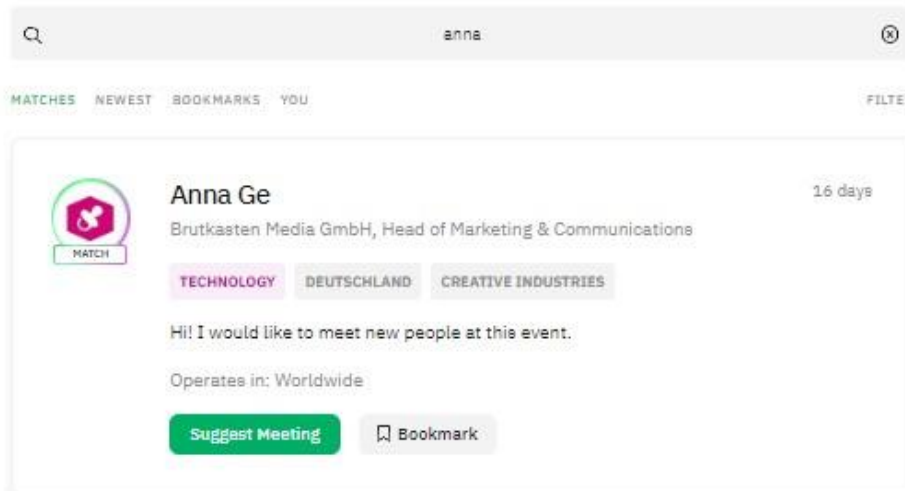 anna
MATCHES NEWEST BOOKMARKS YOU FILTE
Anna Ge 16 days
Brutkasten Media GmbH, Head of Marketing & Communications
MATCH
TECHNOLOGY DEUTSCHLAND CREATIVE INDUSTRIES
Hi! I would like to meet new people at this event.
Operates in: Worldwide
Suggest Meeting Bookmark